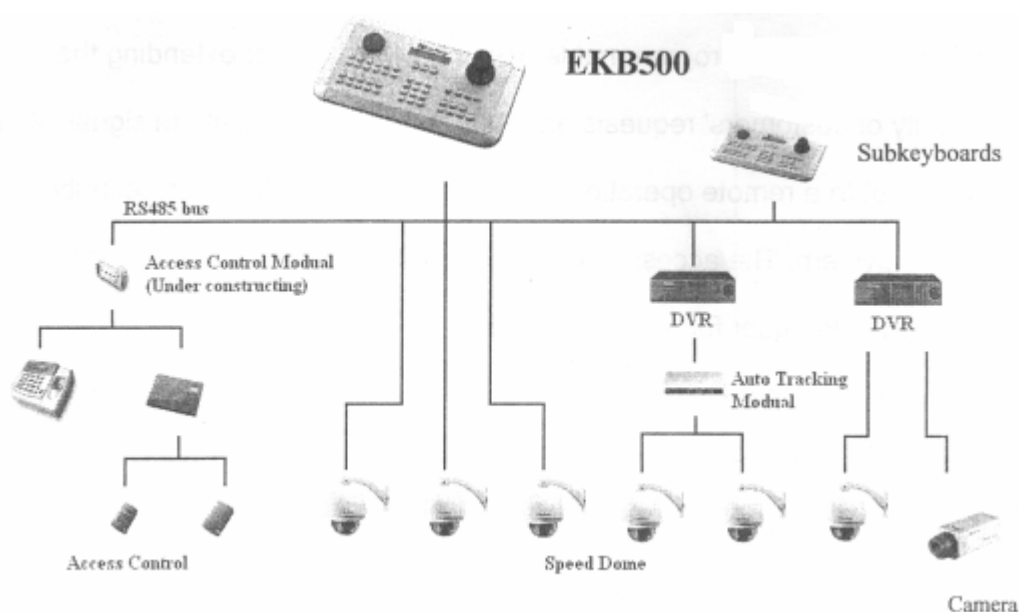 EKB500
Subkeyboards
RS485 bus
Access Control Modual
(Under constructing)
DVR
DVR
Auto Tracking
Modual
Access Control
Speed Dome
Camera